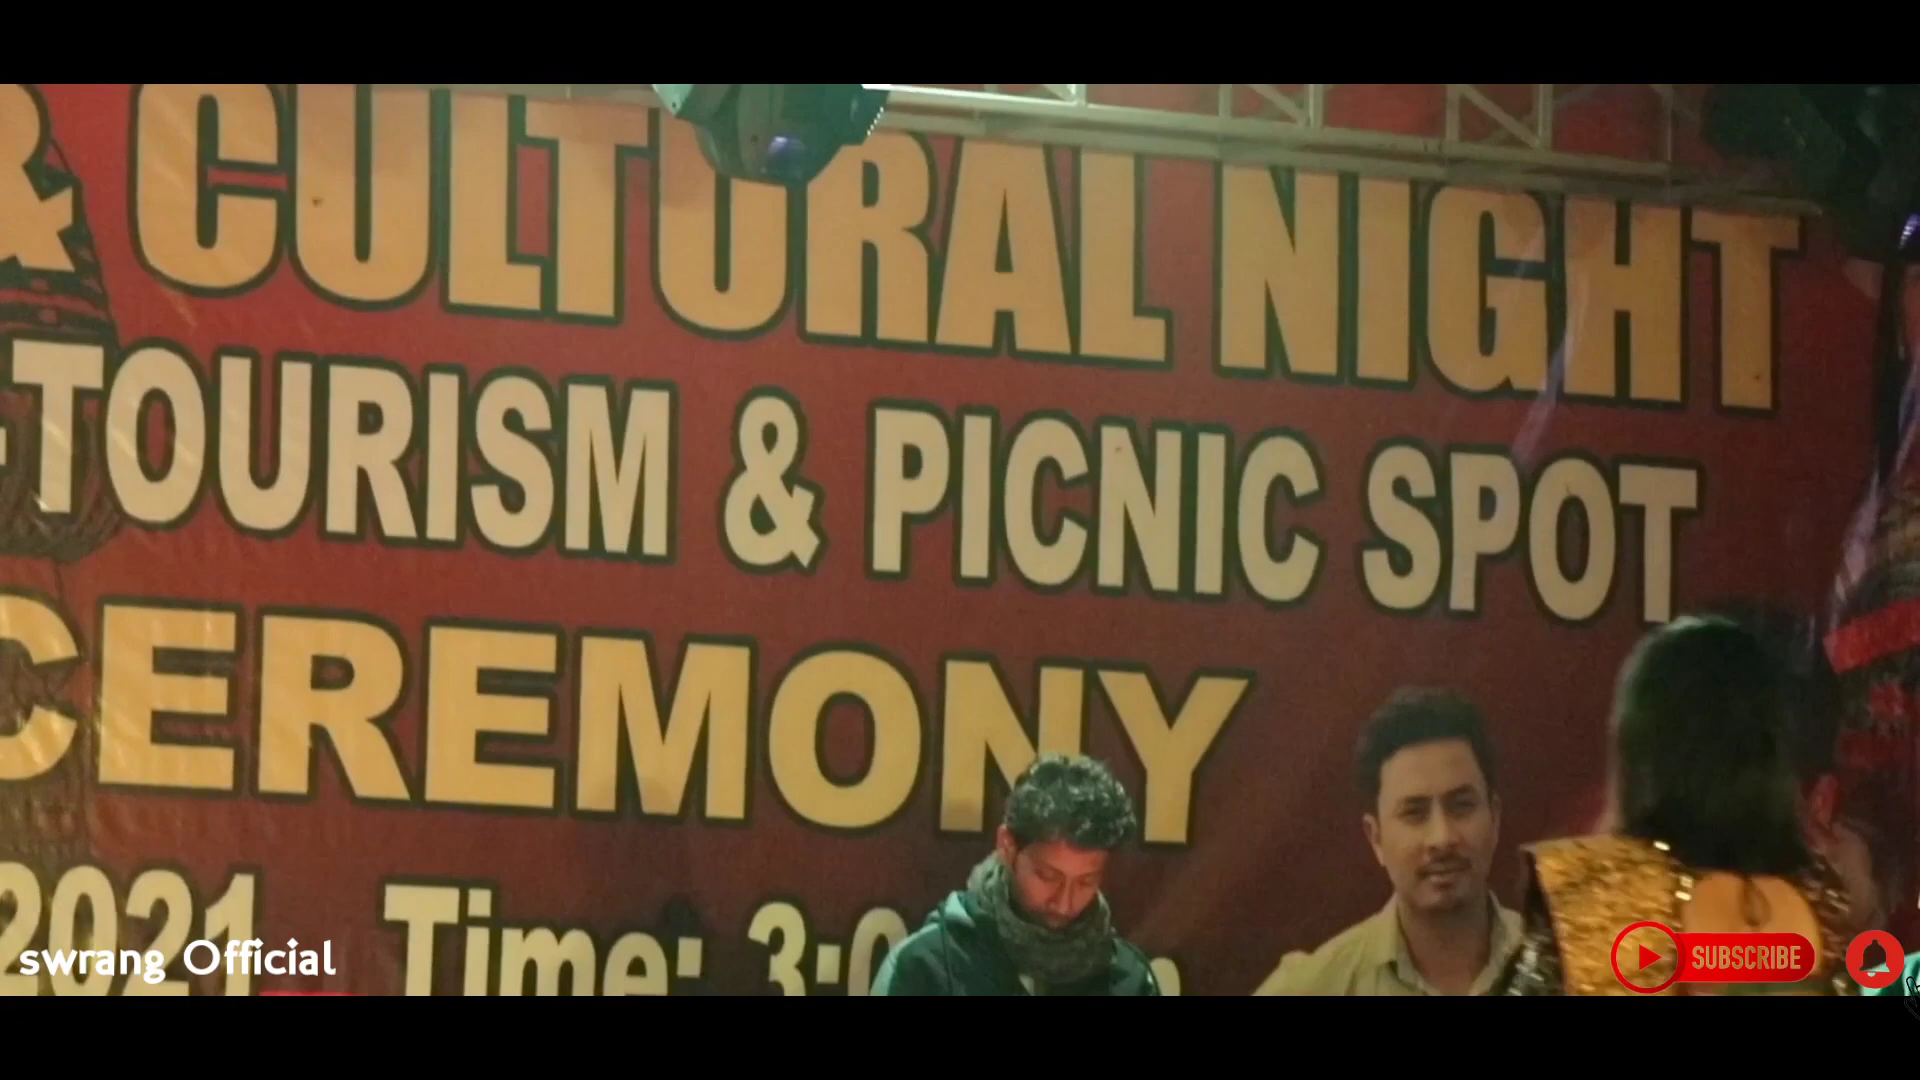 & CULTURAL NIGHT
-TOURISM & PICNIC SPOT
CEREMONY
2021 Time: 3:0
swrang Official
SUBSCRIBE